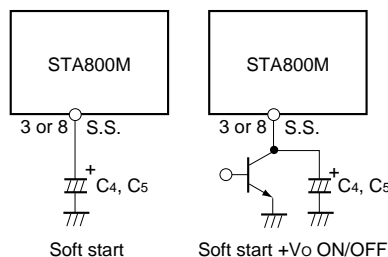 STA800M
3 or 8 S.S.
+
C4, C5
Soft start
STA800M
3 or 8 S.S.
+
C4, C5
Soft start +VO ON/OFF